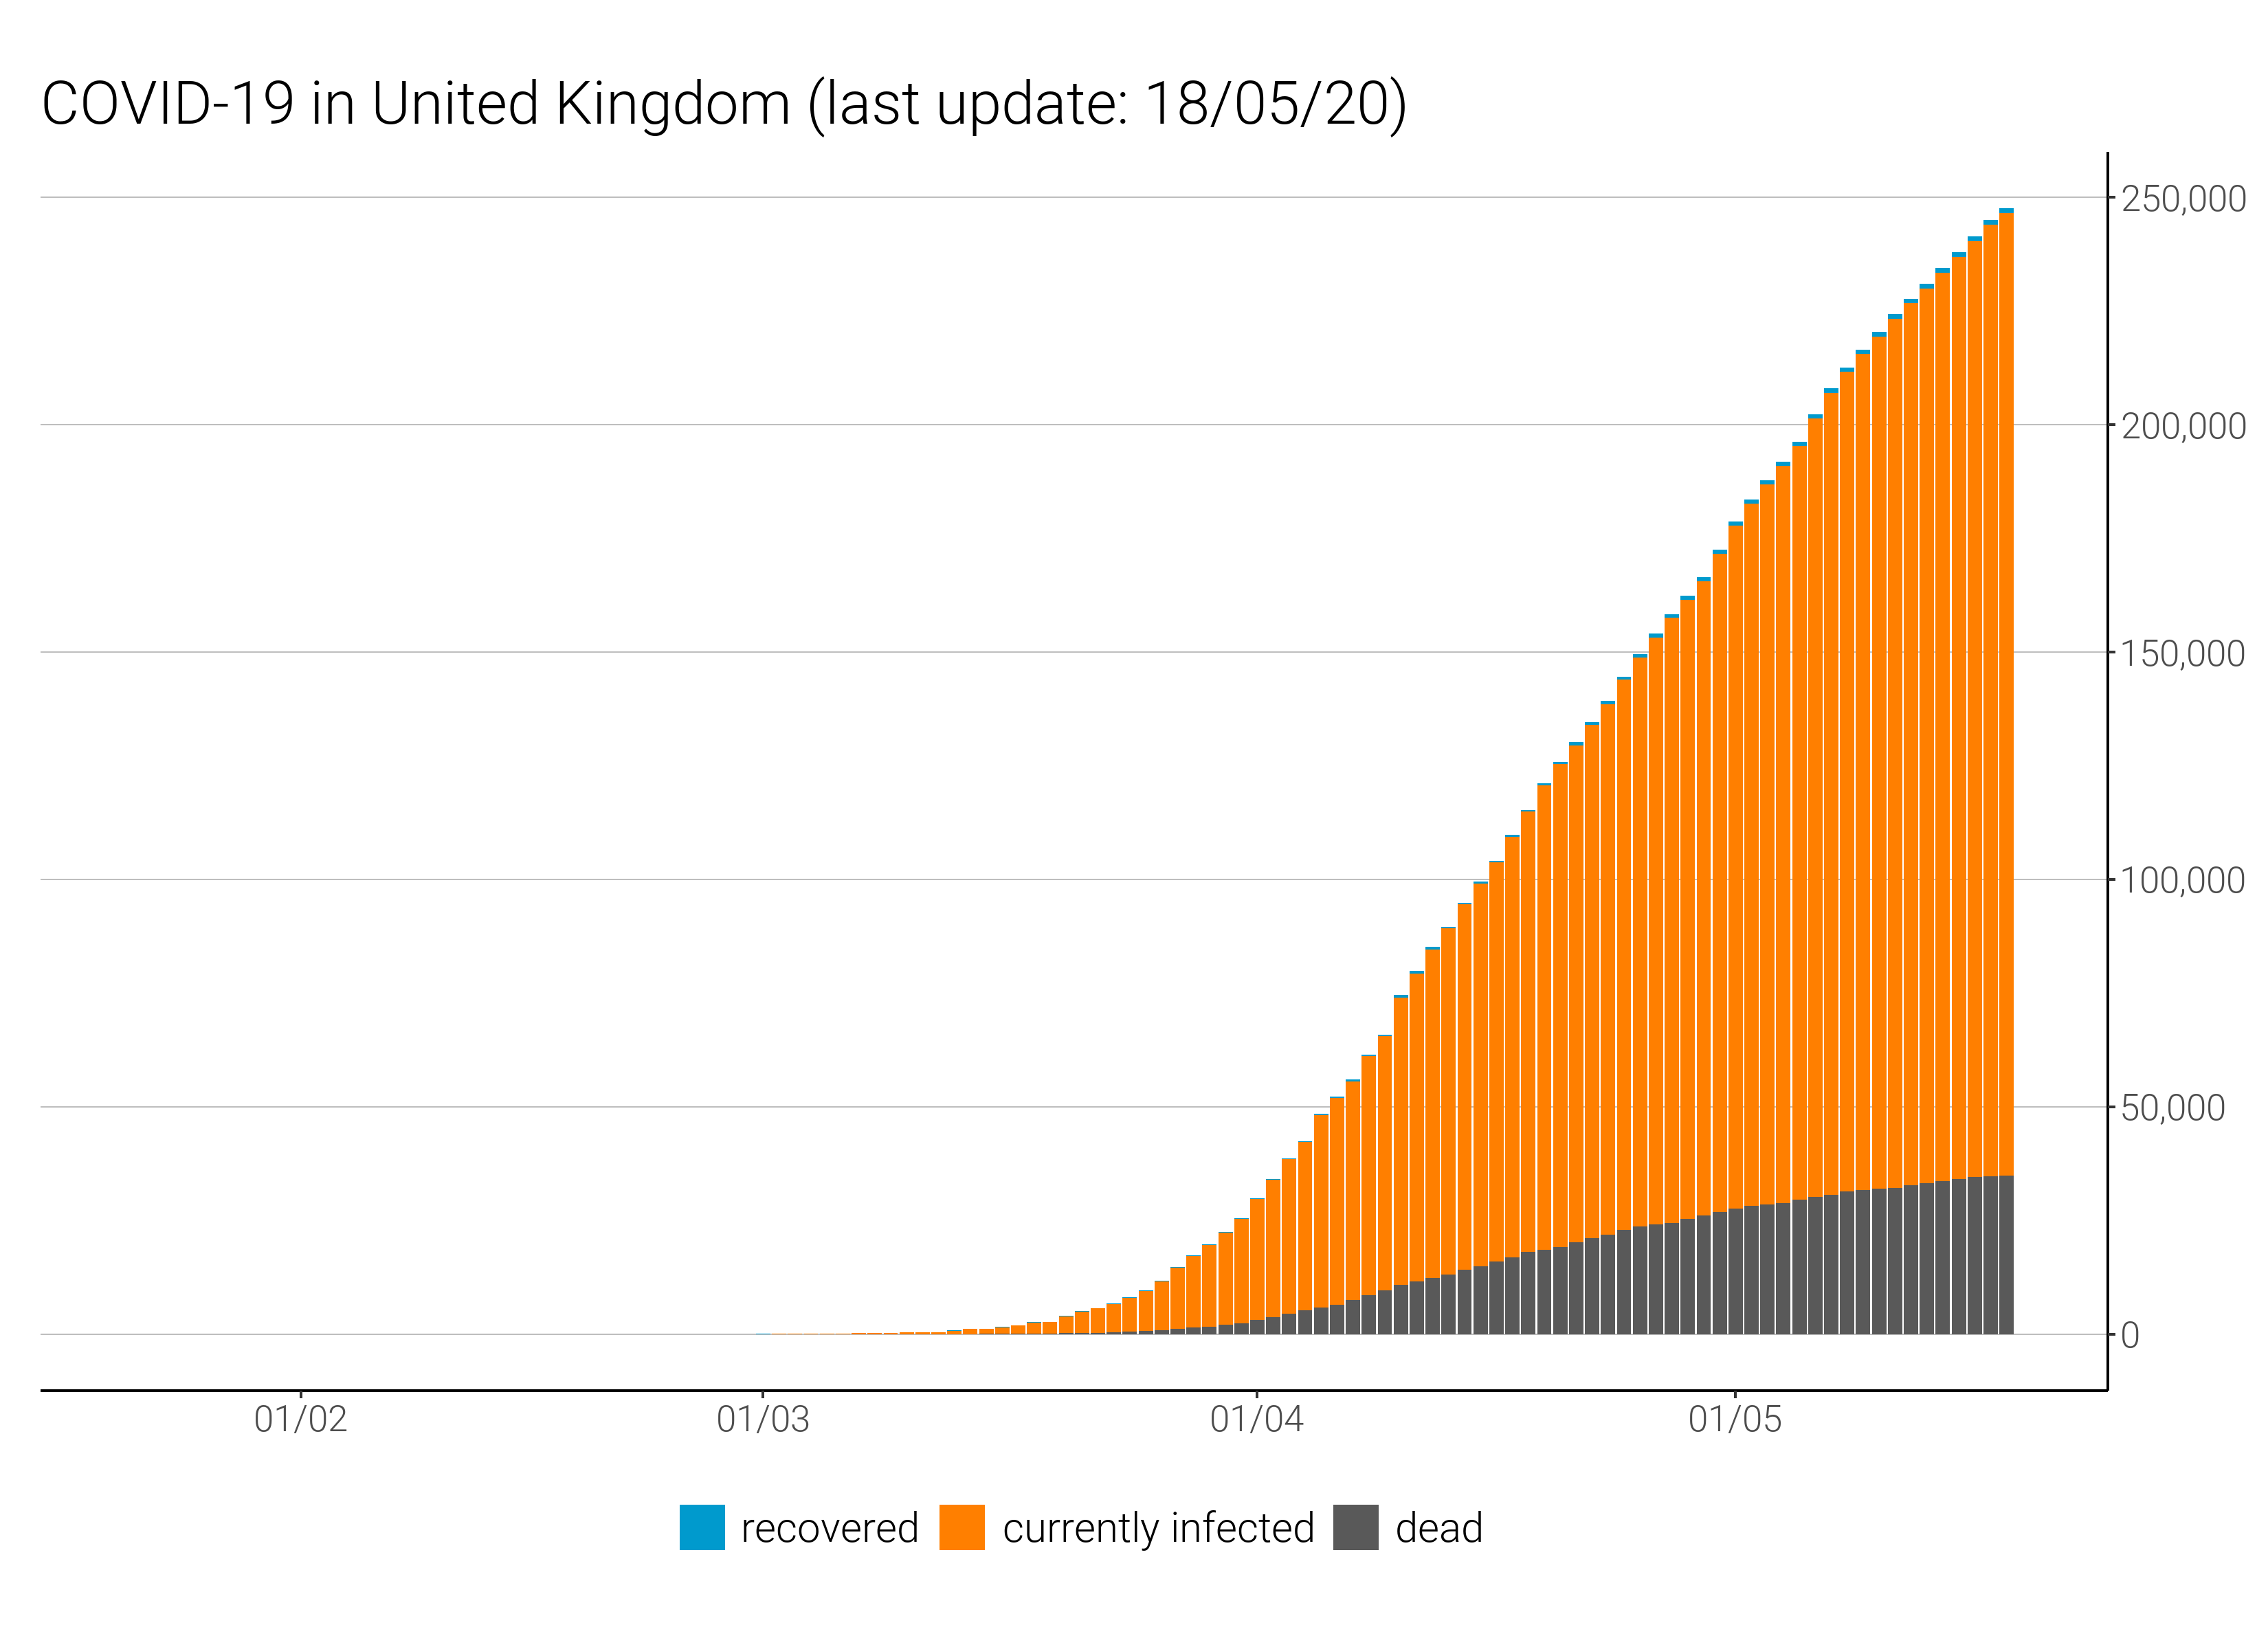 COVID-19 in United Kingdom (last update: 18/05/20)
250,000
200,000
150,000
100,000
50,000
0
01/02 01/03 01/04 01/05
recovered currently infected dead